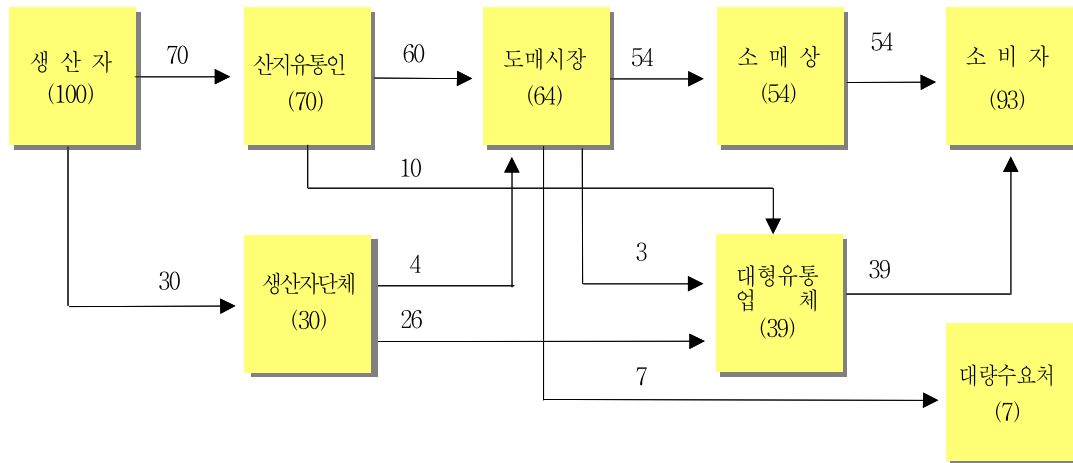 생 산 자
(100)
70
산지유통인
(70)
60
도매시장
(64)
54
소 매 상
(54)
54
소 비 자
(93)
10
30
생산자단체
(30)
4
26
3
대형유통
업 체
(39)
39
7
대량수요처
(7)